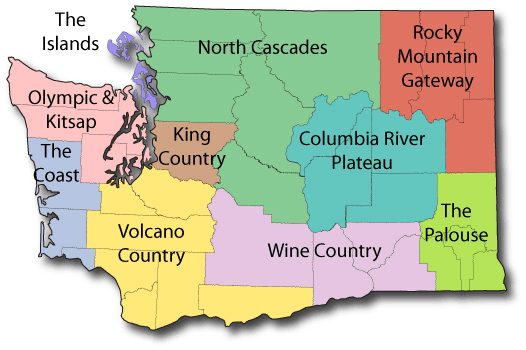 The
Islands
North Cascades
Rocky
Mountain
Gateway
Olympic &
Kitsap
King
Country
Columbia River
Plateau
The
Coast
Volcano
Country
Wine Country
The
Palouse